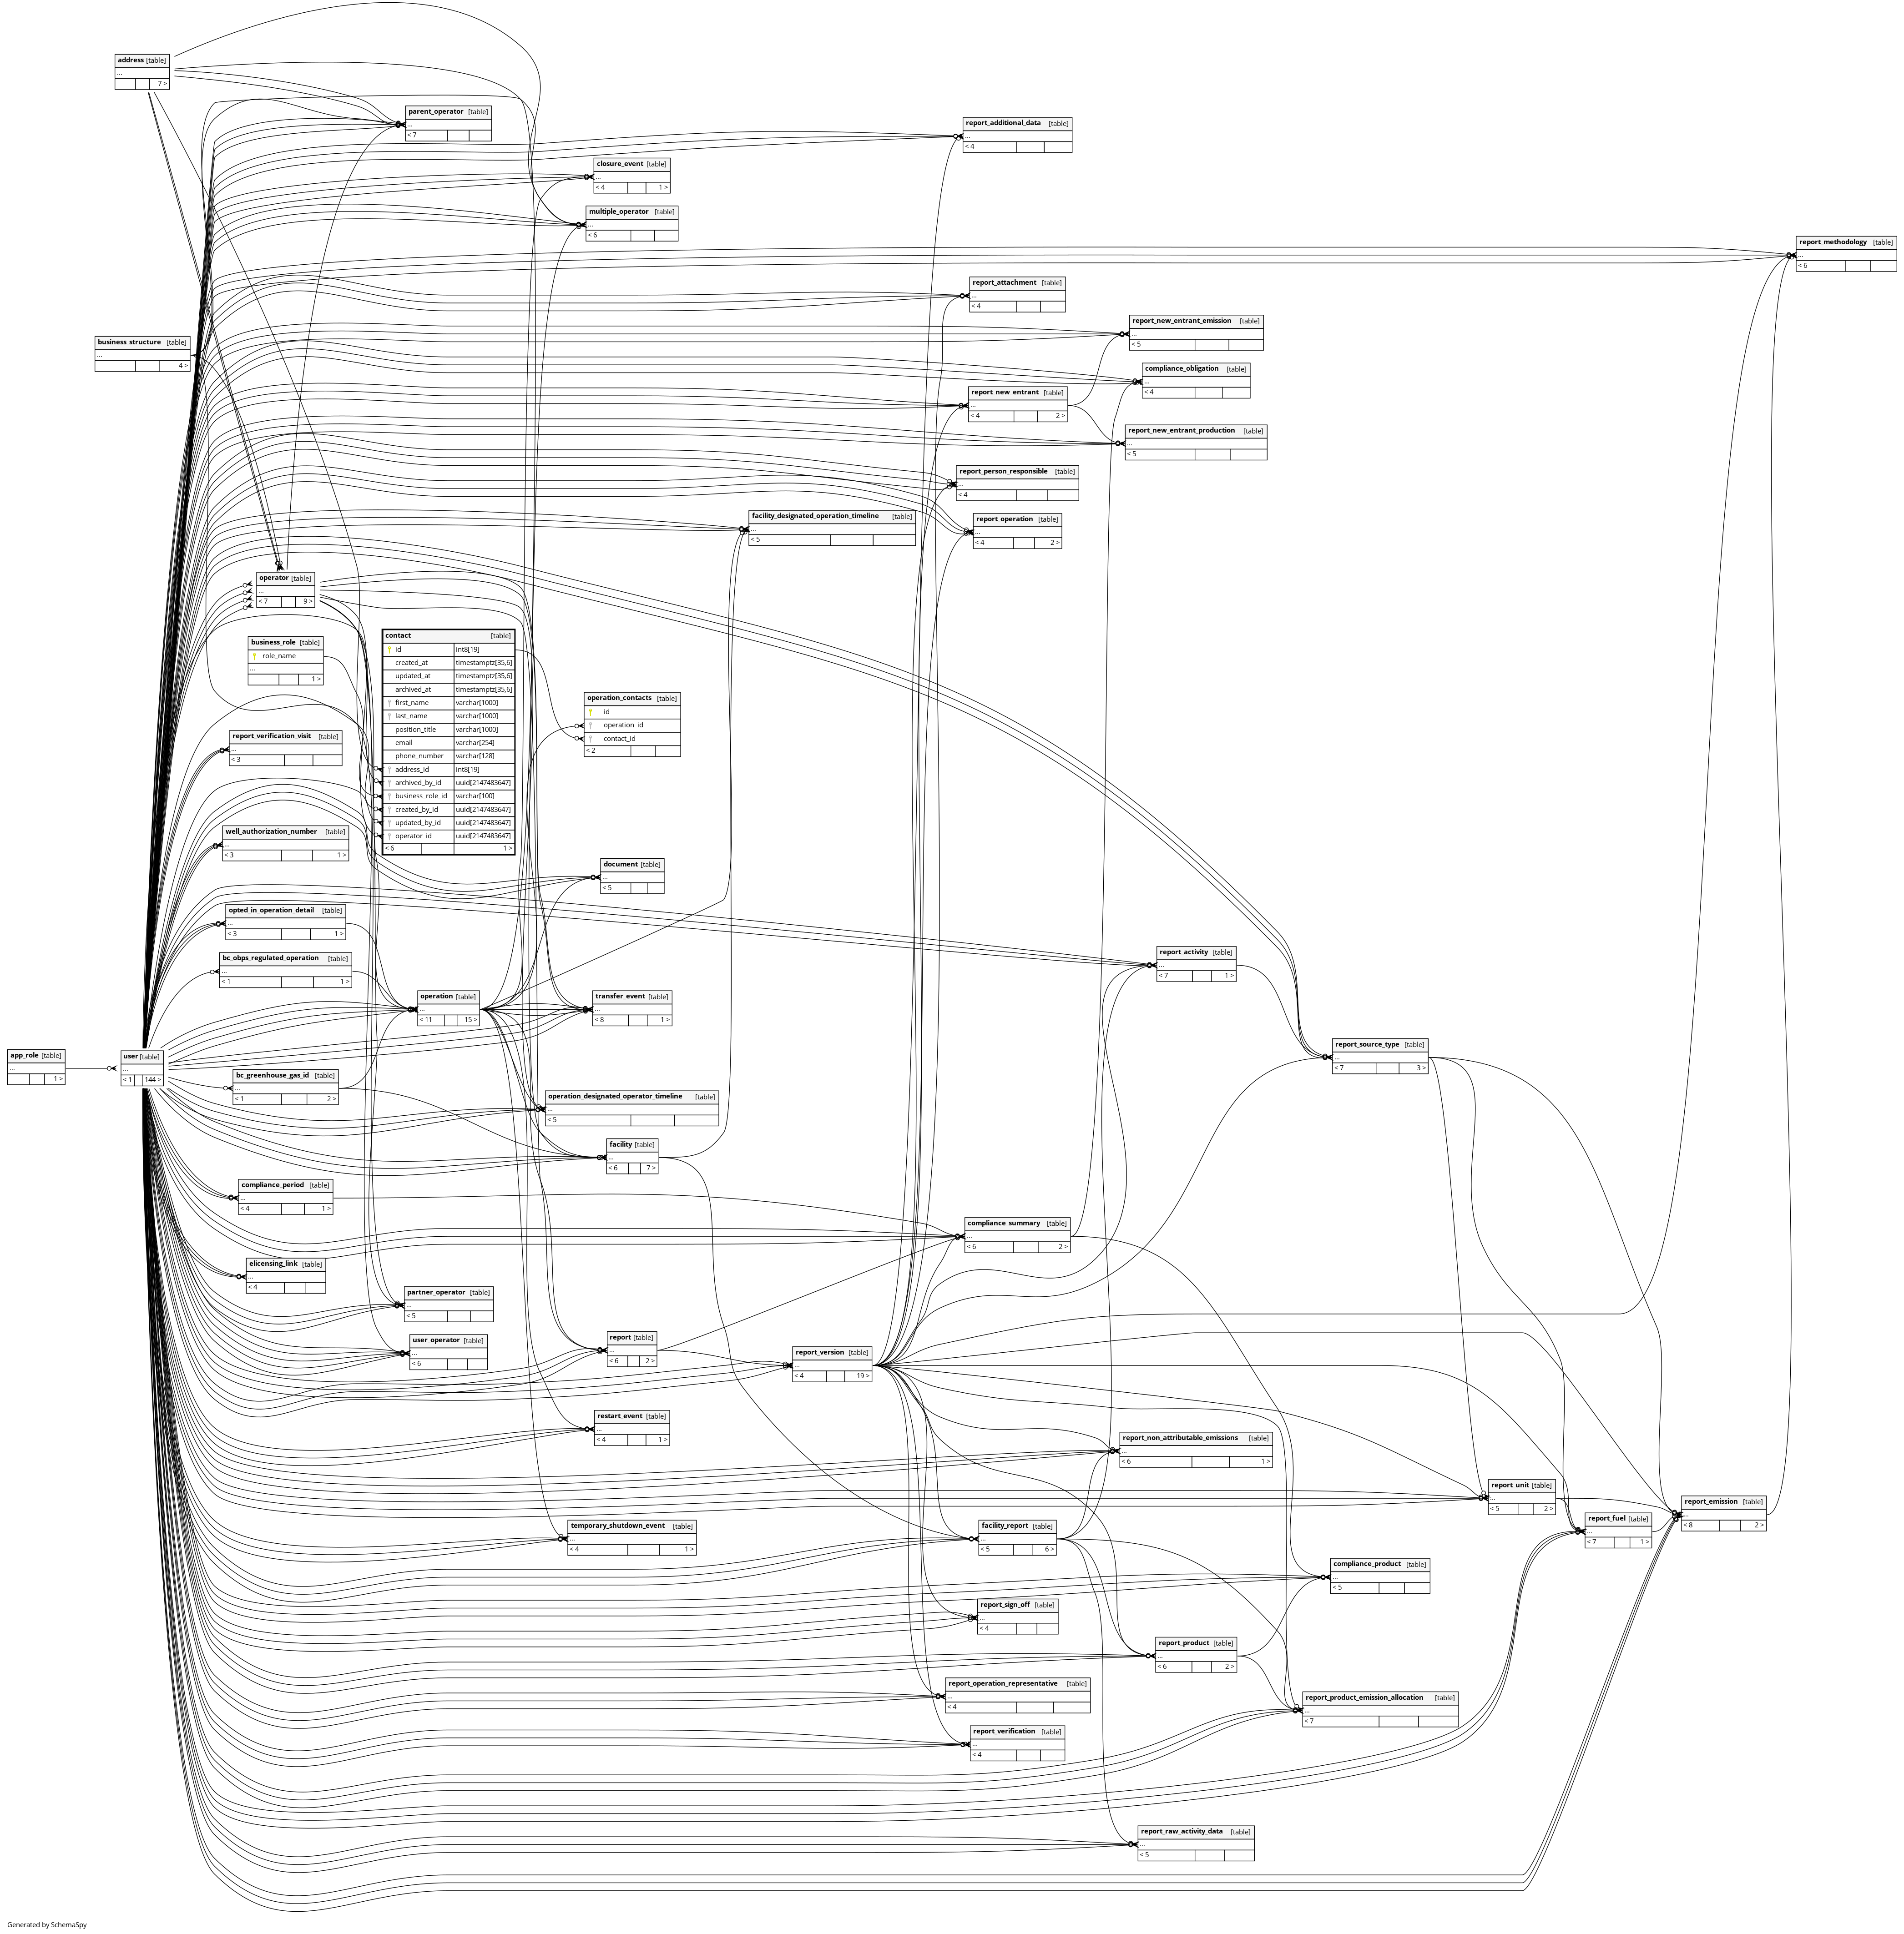 address [table]
...
7 >
parent_operator [table]
...
< 7
report_additional_data [table]
...
< 4
closure_event [table]
...
< 4 1 >
multiple_operator [table]
...
< 6
report_methodology [table]
...
< 6
report_attachment [table]
...
< 4
report_new_entrant_emission [table]
...
< 5
business_structure [table]
...
4 >
compliance_obligation [table]
...
< 4
report_new_entrant [table]
...
< 4 2 >
report_new_entrant_production [table]
...
< 5
report_person_responsible [table]
...
< 4
facility_designated_operation_timeline [table]
...
< 5
report_operation [table]
...
< 4 2 >
operator [table]
...
< 7 9 >
business_role [table]
role_name
...
1 >
contact [table]
id int8[19]
created_at timestamptz[35,6]
updated_at timestamptz[35,6]
archived_at timestamptz[35,6]
first_name varchar[1000]
last_name varchar[1000]
position_title varchar[1000]
email varchar[254]
phone_number varchar[128]
address_id int8[19]
archived_by_id uuid[2147483647]
business_role_id varchar[100]
created_by_id uuid[2147483647]
updated_by_id uuid[2147483647]
operator_id uuid[2147483647]
< 6 1 >
operation_contacts [table]
id
operation_id
contact_id
< 2
report_verification_visit [table]
...
< 3
well_authorization_number [table]
...
< 3 1 >
document [table]
...
< 5
opted_in_operation_detail [table]
...
< 3 1 >
bc_obps_regulated_operation [table]
...
< 1 1 >
report_activity [table]
...
< 7 1 >
operation [table]
...
< 11 15 >
transfer_event [table]
...
< 8 1 >
report_source_type [table]
...
< 7 3 >
app_role [table]
...
1 >
user [table]
...
< 1 144 >
bc_greenhouse_gas_id [table]
...
< 1 2 >
operation_designated_operator_timeline [table]
...
< 5
facility [table]
...
< 6 7 >
compliance_period [table]
...
< 4 1 >
compliance_summary [table]
...
< 6 2 >
elicensing_link [table]
...
< 4
partner_operator [table]
...
< 5
user_operator [table]
...
< 6
report [table]
...
< 6 2 >
report_version [table]
...
< 4 19 >
restart_event [table]
...
< 4 1 >
report_non_attributable_emissions [table]
...
< 6 1 >
report_unit [table]
...
< 5 2 >
report_emission [table]
...
< 8 2 >
report_fuel [table]
...
< 7 1 >
temporary_shutdown_event [table]
...
< 4 1 >
facility_report [table]
...
< 5 6 >
compliance_product [table]
...
< 5
report_sign_off [table]
...
< 4
report_product [table]
...
< 6 2 >
report_operation_representative [table]
...
< 4
report_product_emission_allocation [table]
...
< 7
report_verification [table]
...
< 4
report_raw_activity_data [table]
...
< 5
Generated by SchemaSpy